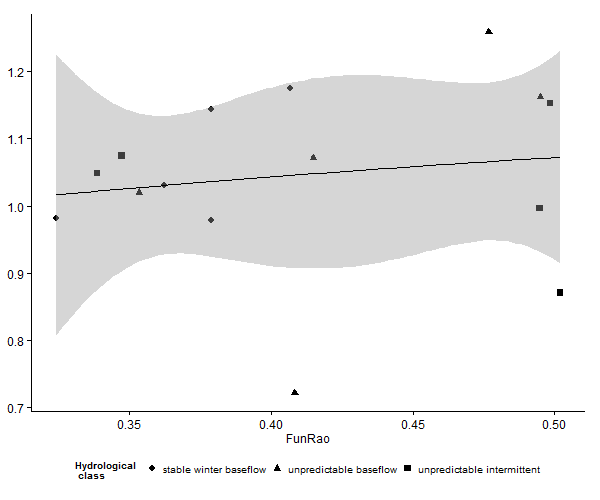 1.2
1.1
1.0
0.9
0.8
0.7
0.35 0.40 0.45 0.50
FunRao
Hydrological
class
stable winter baseflow unpredictable baseflow unpredictable intermittent